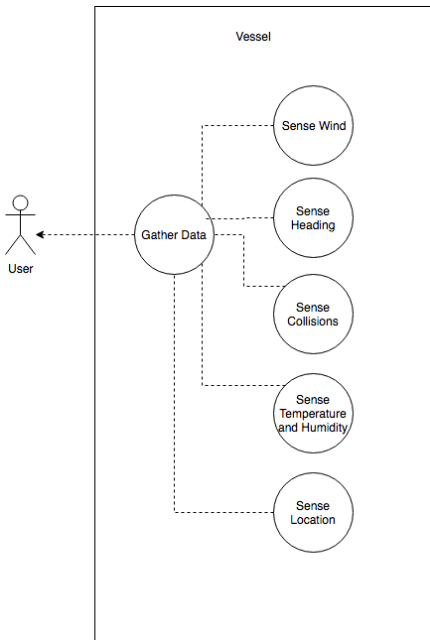 Vessel
Sense Wind
Sense
Heading
Gather Data
User
Sense
Collisions
Sense
Temperature
and Humidity
Sense
Location